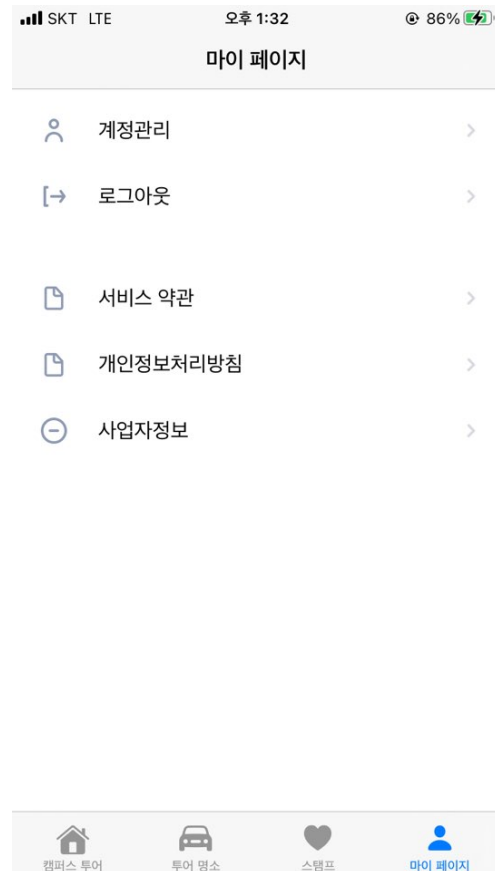 SKT LTE 오후 1:32 86%
마이 페이지
계정관리
로그아웃
서비스 약관
개인정보처리방침
사업자정보
캠퍼스 투어 투어 명소 스탬프 마이 페이지